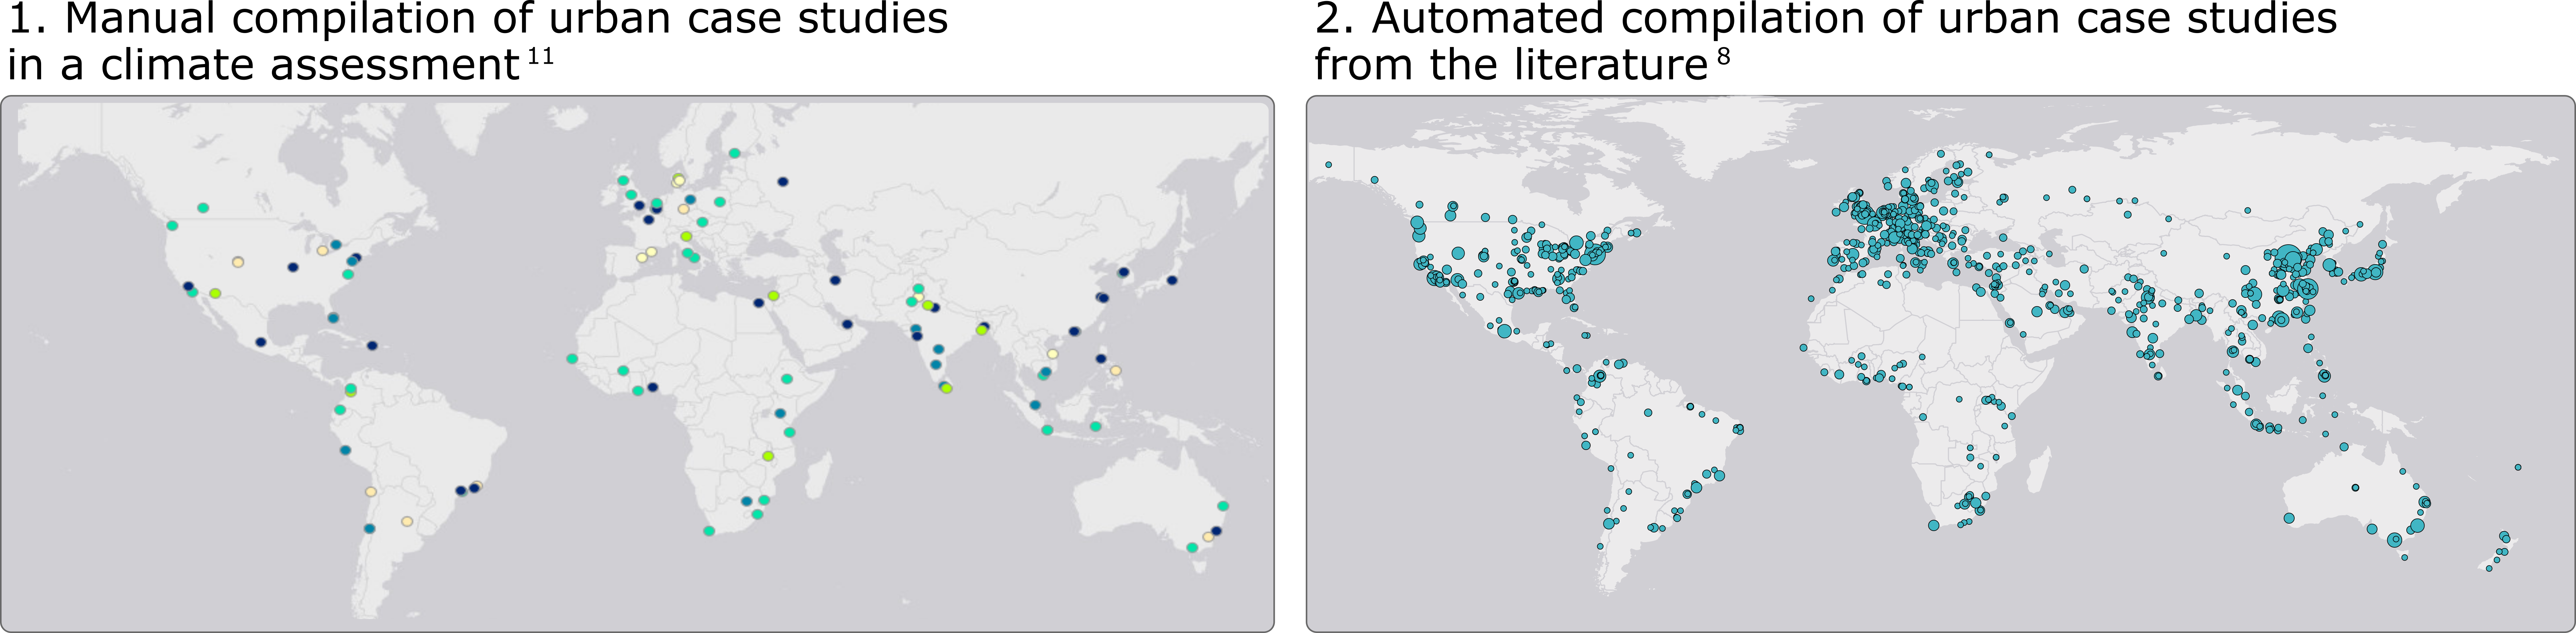 1. Manual compilation of urban case studies
in a climate assessment 11
2. Automated compilation of urban case studies
from the literature 8